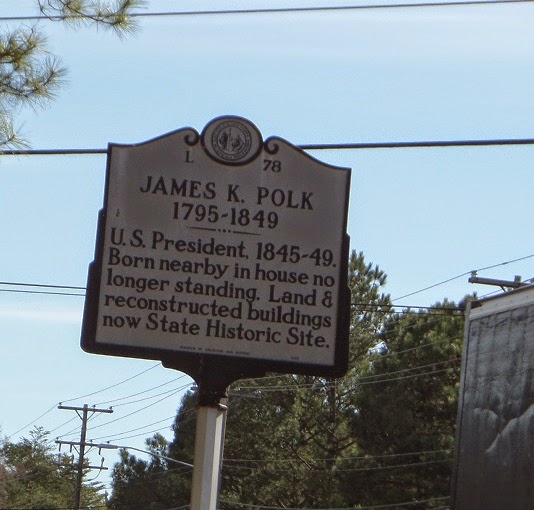 L 78
JAMES K. POLK
1795-1849
U.S. President, 1845-49.
Born nearby in house no
longer standing. Land &
reconstructed buildings
now State Historic Site.